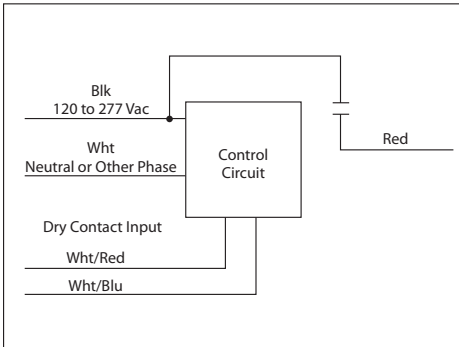 Blk
120 to 277 Vac
Wht
Neutral or Other Phase
Control
Circuit
Red
Dry Contact Input
Wht/Red
Wht/Blu